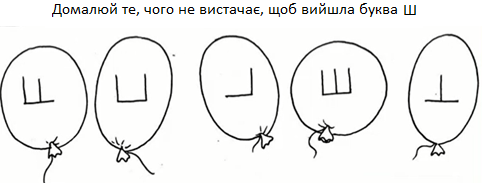 Домалюй те, чого не вистачає, щоб вийшла буква Ш
Ш